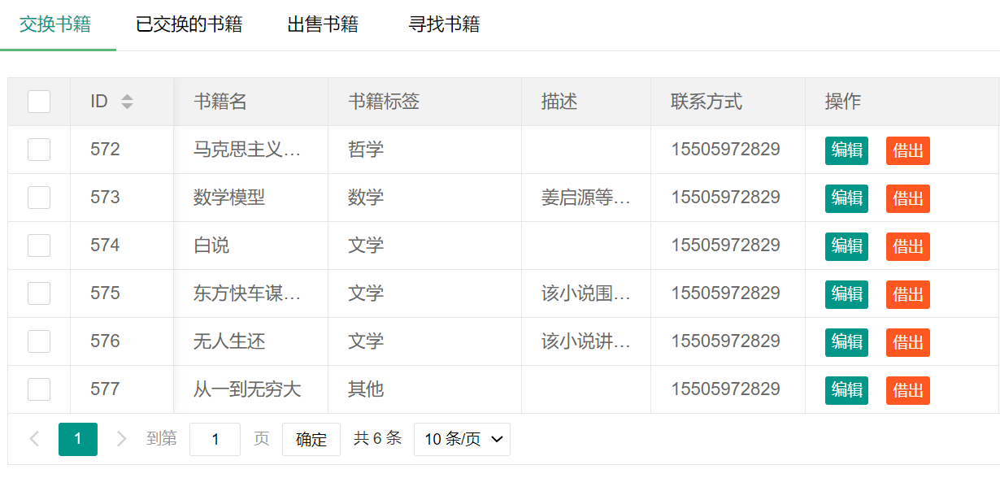 交换书籍 已交换的书籍 出售书籍 寻找书籍
ID 书籍名 书籍标签 描述 联系方式 操作
572 马克思主义... 哲学 15505972829 编辑 借出
573 数学模型 数学 姜启源等... 15505972829 编辑 借出
574 白说 文学 15505972829 编辑 借出
575 东方快车谋... 文学 该小说围... 15505972829 编辑 借出
576 无人生还 文学 该小说讲... 15505972829 编辑 借出
577 从一到无穷大 其他 15505972829 编辑 借出
1 到第 1 页 确定 共 6 条 10 条/页